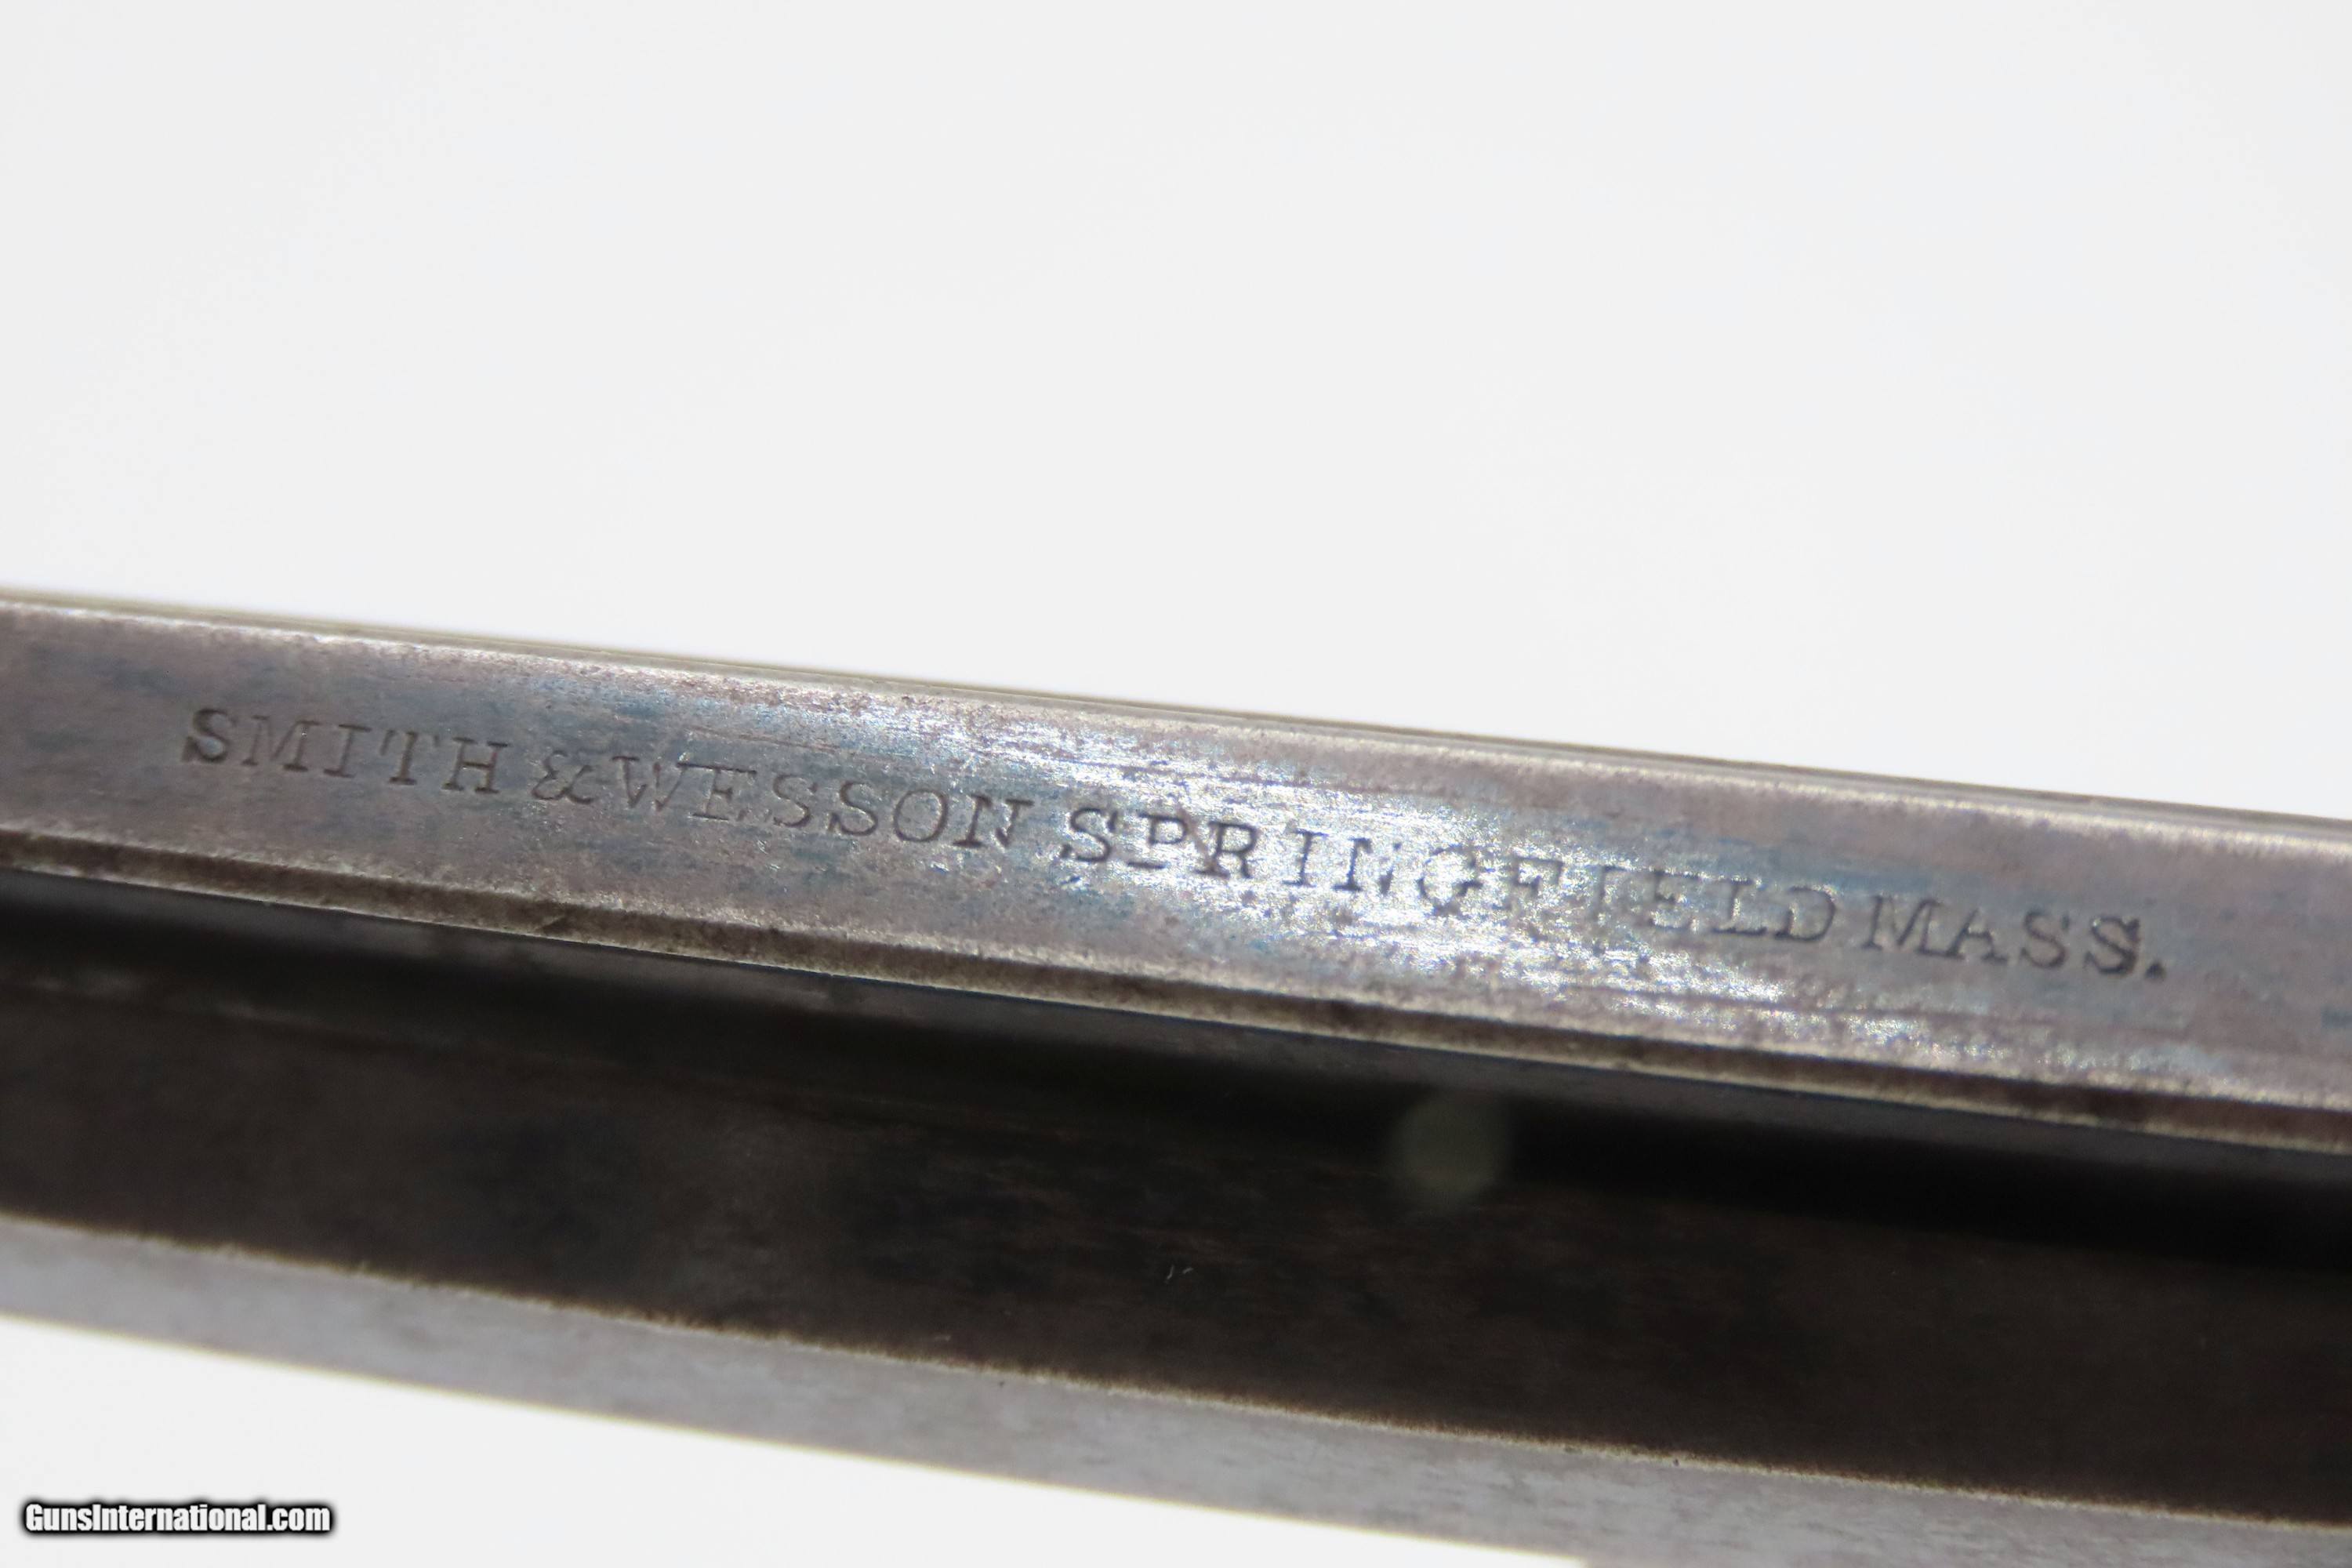 SMITH & WESSON SPRINGFIELD MASS.
GunsInternational.com